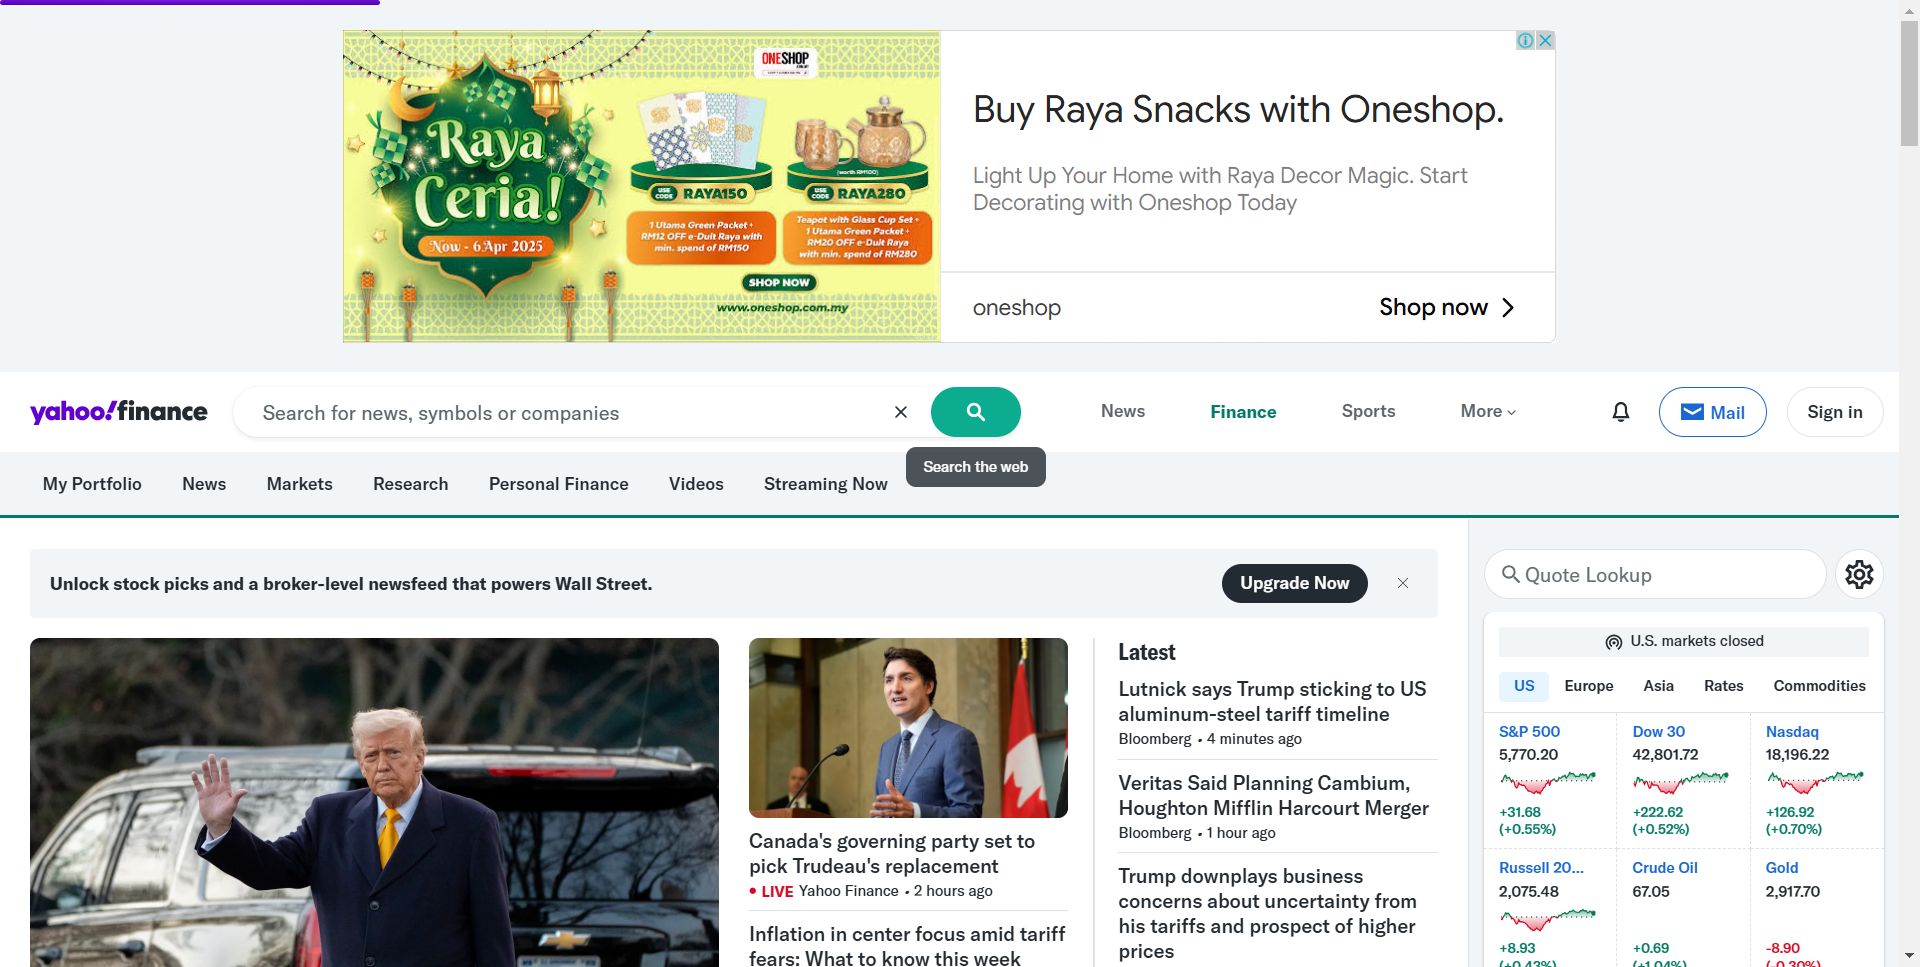 ONESHOP
Raya
Ceria!
Now - 6 Apr 2025
USE CODE RAYA150
1 Utama Green Packet +
RM12 OFF e-Duit Raya with
min. spend of RM150
(worth RM100)
USE CODE RAYA280
Teapot with Glass Cup Set +
1 Utama Green Packet +
RM20 OFF e-Duit Raya
with min. spend of RM280
SHOP NOW
www.oneshop.com.my
Buy Raya Snacks with Oneshop.
Light Up Your Home with Raya Decor Magic. Start
Decorating with Oneshop Today
oneshop
Shop now
yahoo!finance
Search for news, symbols or companies
News
Finance
Sports
More
Mail
Sign in
Search the web
My Portfolio
News
Markets
Research
Personal Finance
Videos
Streaming Now
Unlock stock picks and a broker-level newsfeed that powers Wall Street.
Upgrade Now
Canada's governing party set to
pick Trudeau's replacement
• LIVE Yahoo Finance • 2 hours ago
Inflation in center focus amid tariff
fears: What to know this week
Latest
Lutnick says Trump sticking to US
aluminum-steel tariff timeline
Bloomberg • 4 minutes ago
Veritas Said Planning Cambium,
Houghton Mifflin Harcourt Merger
Bloomberg • 1 hour ago
Trump downplays business
concerns about uncertainty from
his tariffs and prospect of higher
prices
Quote Lookup
U.S. markets closed
US
Europe
Asia
Rates
Commodities
S&P 500
5,770.20
+31.68
(+0.55%)
Dow 30
42,801.72
+222.62
(+0.52%)
Nasdaq
18,196.22
+126.92
(+0.70%)
Russell 20...
2,075.48
+8.93
(+0.43%)
Crude Oil
67.05
+0.69
(+1.04%)
Gold
2,917.70
-8.90
(-0.30%)